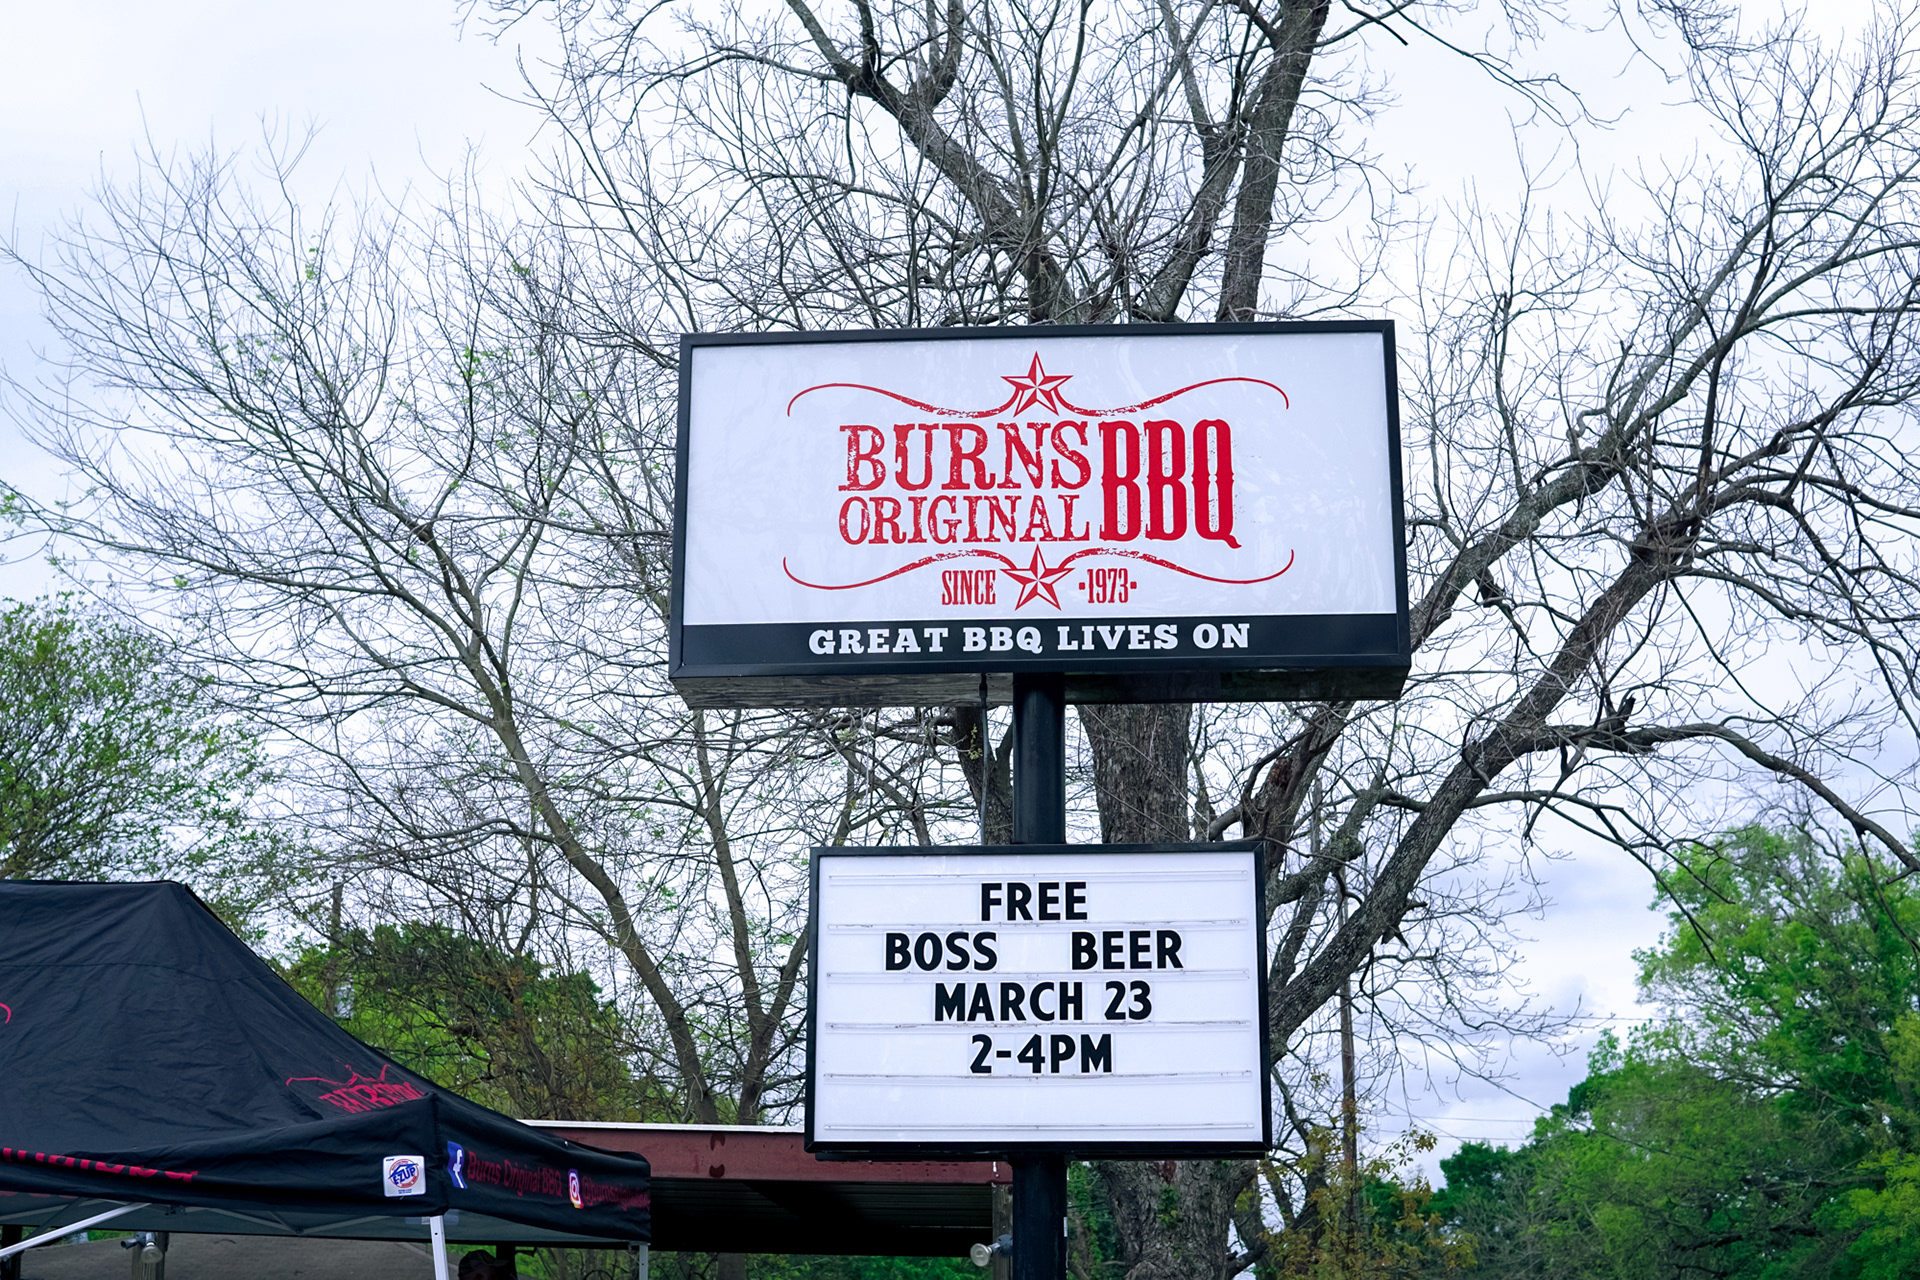 BURNS
ORIGINAL
BBQ
SINCE ·1973·
GREAT BBQ LIVES ON
FREE
BOSS BEER
MARCH 23
2-4PM
E-Z UP
Burns Original BBQ